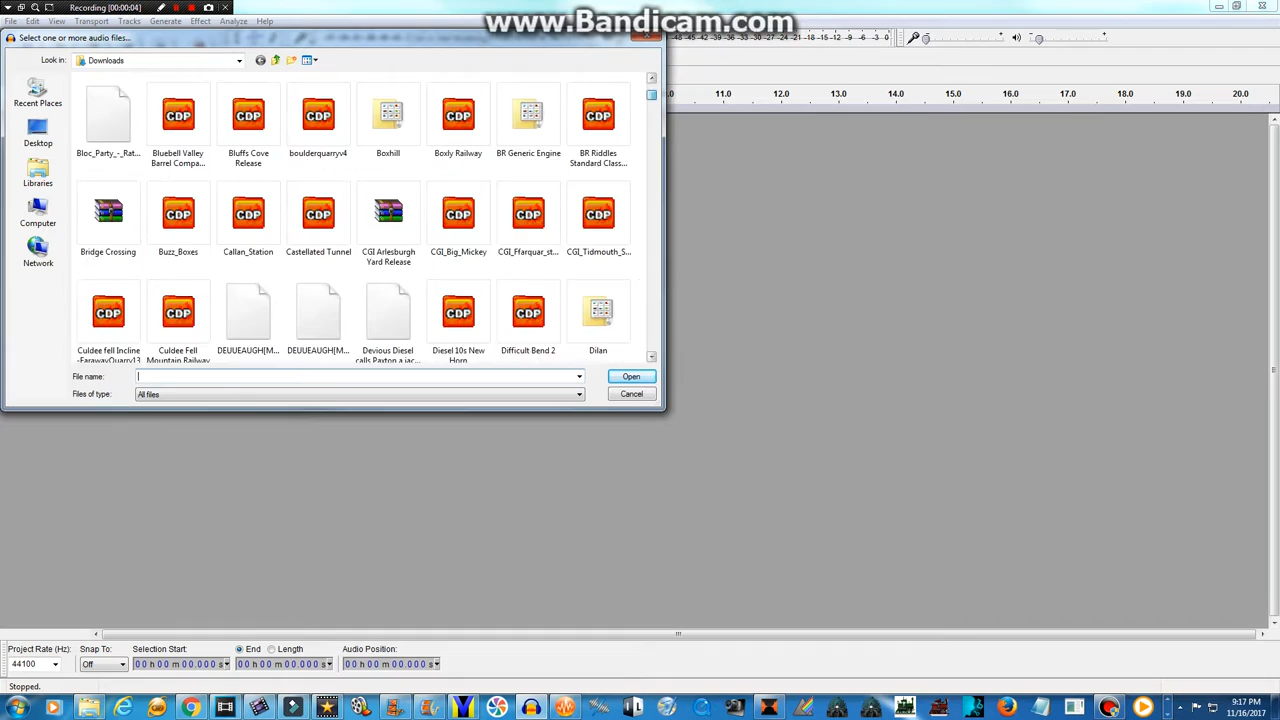 Recording [00:00:04]
www.Bandicam.com
File Edit View Transport Tracks Generate Effect Analyze Help
Select one or more audio files...
Look in: Downloads
Recent Places
Desktop
Libraries
Computer
Network
Bloc_Party_-_Rat...
Bluebell Valley Barrel Compa...
Bluffs Cove Release
boulderquarryv4
Boxhill
Boxly Railway
BR Generic Engine
BR Riddles Standard Class...
Bridge Crossing
Buzz_Boxes
Callan_Station
Castellated Tunnel
CGI Arlesburgh Yard Release
CGI_Big_Mickey
CGI_Ffarquar_st...
CGI_Tidmouth_S...
Culdee fell Incline -FarawayQuarry13
Culdee Fell Mountain Railway
DEUUEAUGH[M...
DEUUEAUGH[M...
Devious Diesel calls Paxton a jac...
Diesel 10s New Horn
Difficult Bend 2
Dilan
File name: Open
Files of type: All files Cancel
11.0 12.0 13.0 14.0 15.0 16.0 17.0 18.0 19.0 20.0
Project Rate (Hz): Snap To: Selection Start: End Length Audio Position:
44100 Off 00 h 00 m 00.000 s 00 h 00 m 00.000 s 00 h 00 m 00.000 s
Stopped.
9:17 PM
11/16/2017